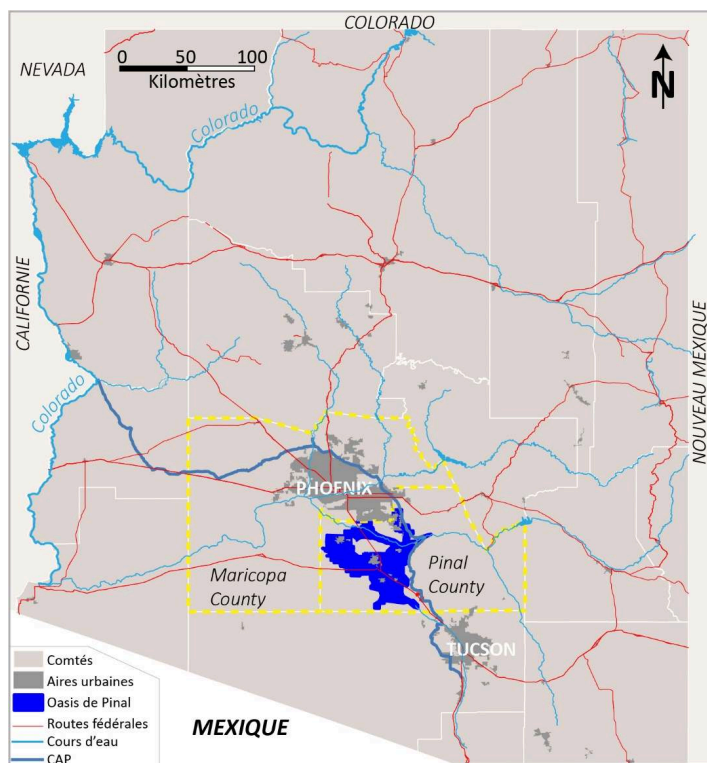 COLORADO
NEVADA
0 50 100
Kilomètres
N
Colorado
CALIFORNIE
NOUVEAU MEXIQUE
Colorado
PHOENIX
Maricopa
County
Pinal
County
TUCSON
MEXIQUE
Comtés
Aires urbaines
Oasis de Pinal
Routes fédérales
Cours d'eau
CAP